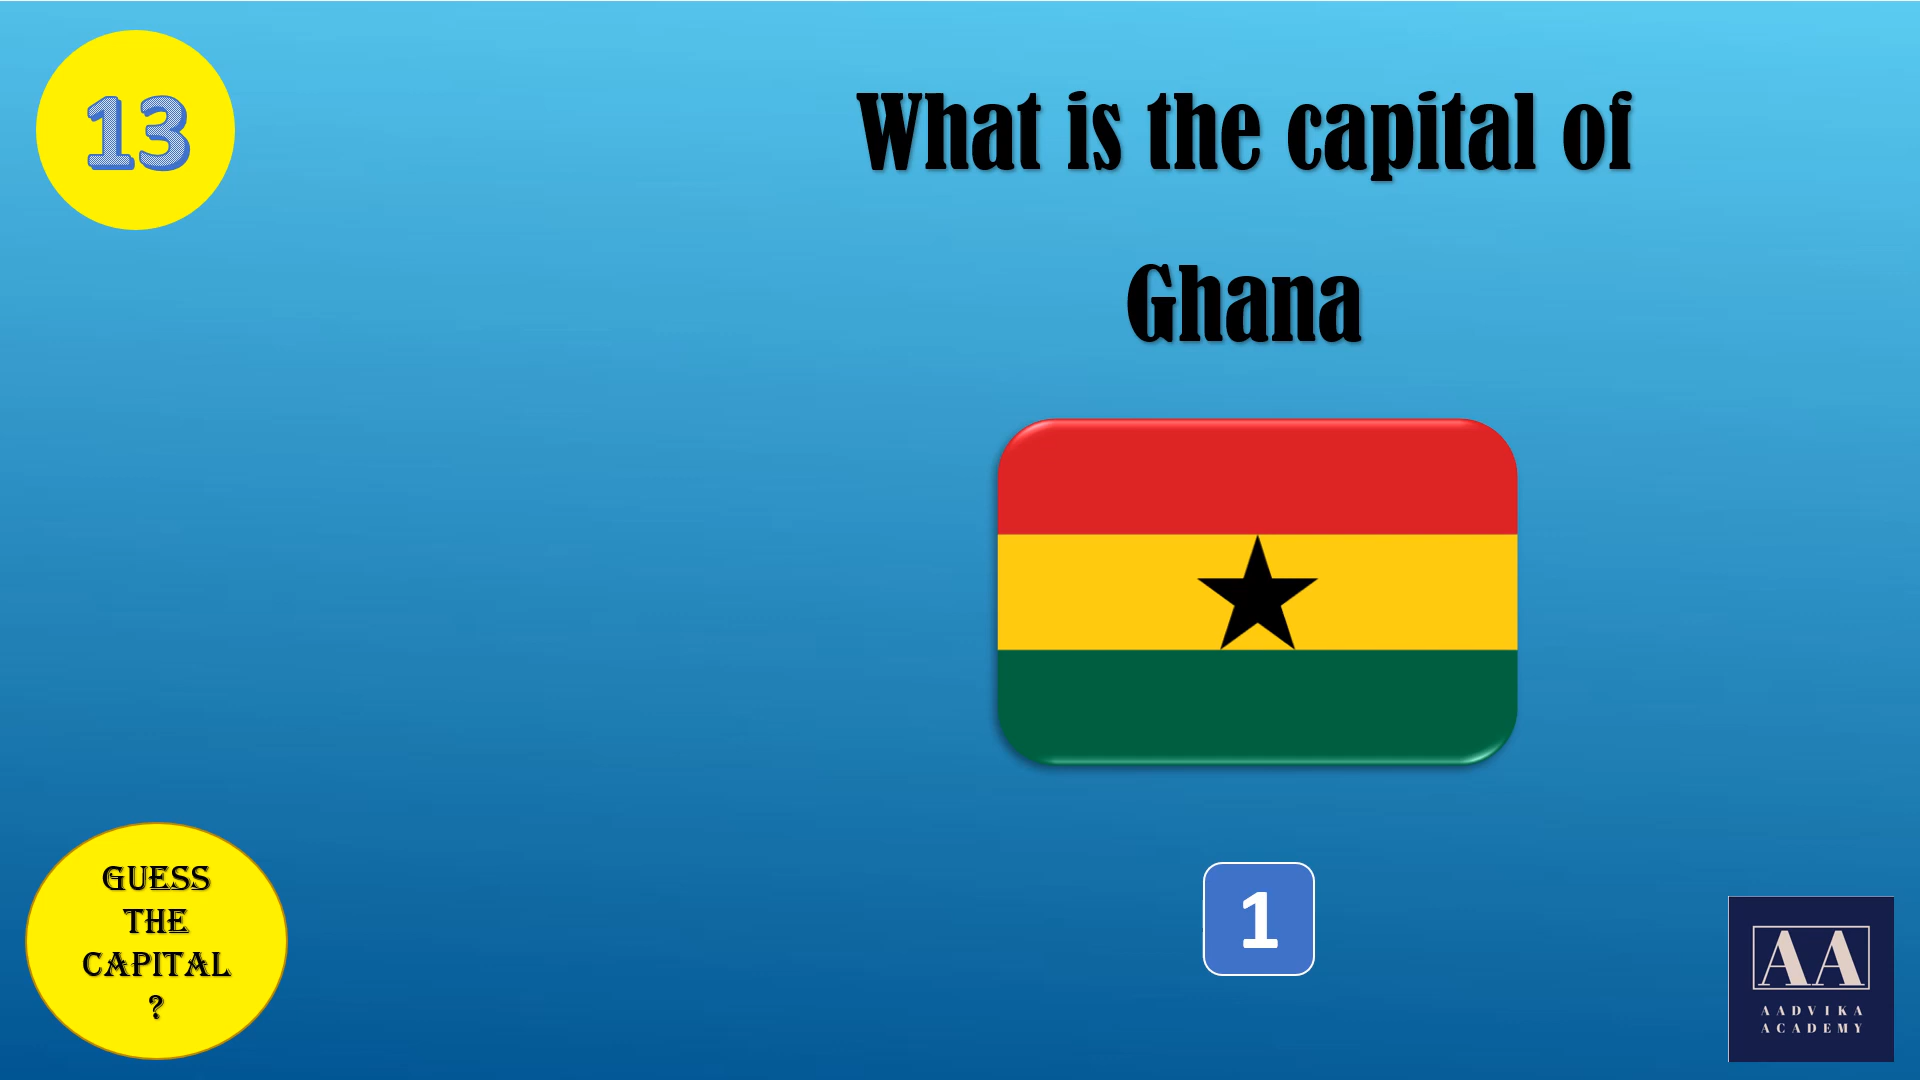 13
What is the capital of
Ghana
1
GUESS
THE
CAPITAL
?
AA
AADVIKA
ACADEMY